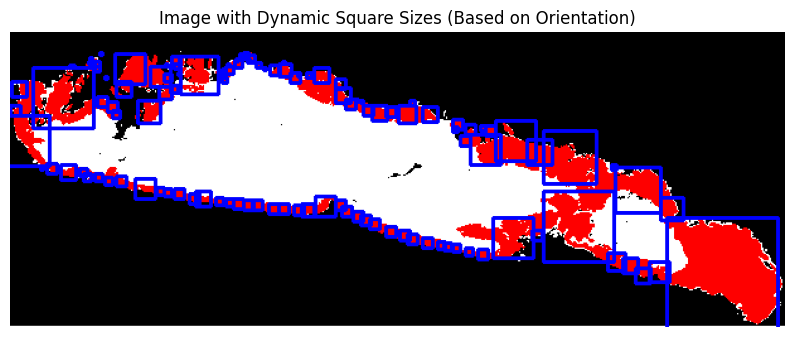 Image with Dynamic Square Sizes (Based on Orientation)